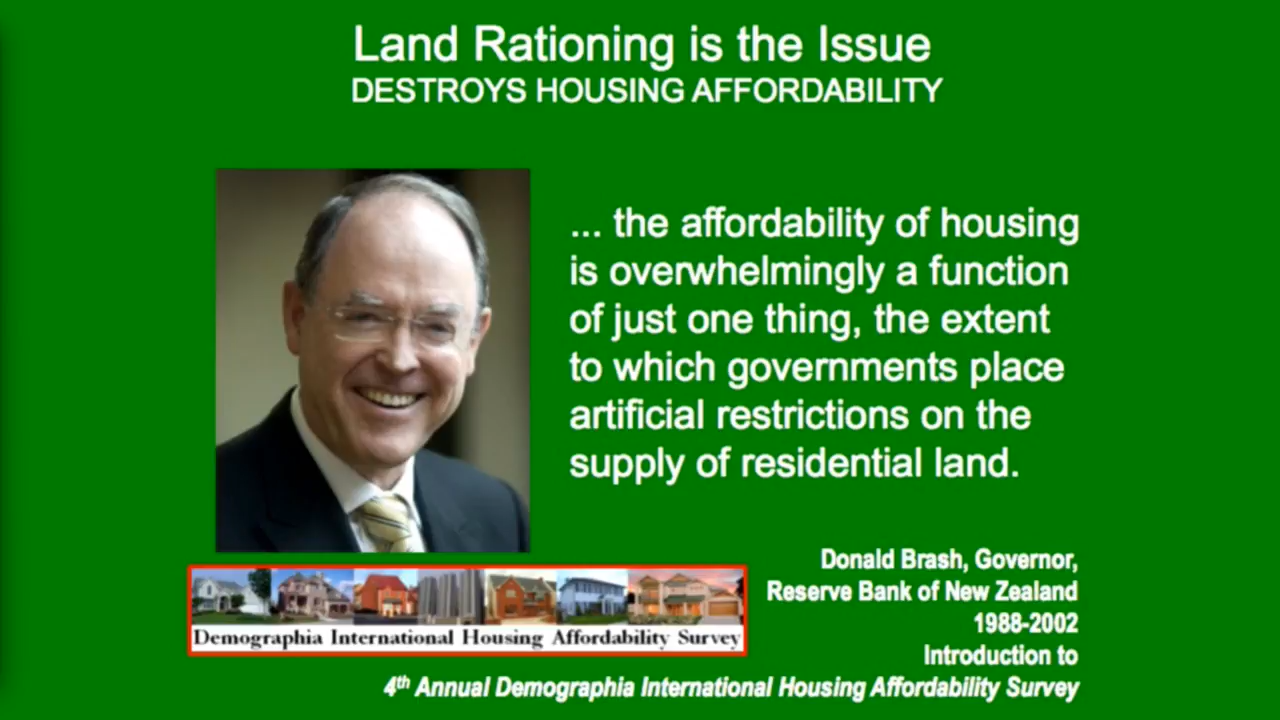 Land Rationing is the Issue
DESTROYS HOUSING AFFORDABILITY
... the affordability of housing
is overwhelmingly a function
of just one thing, the extent
to which governments place
artificial restrictions on the
supply of residential land.
Donald Brash, Governor,
Reserve Bank of New Zealand
1988-2002
Introduction to
4th Annual Demographia International Housing Affordability Survey
Demographia International Housing Affordability Survey